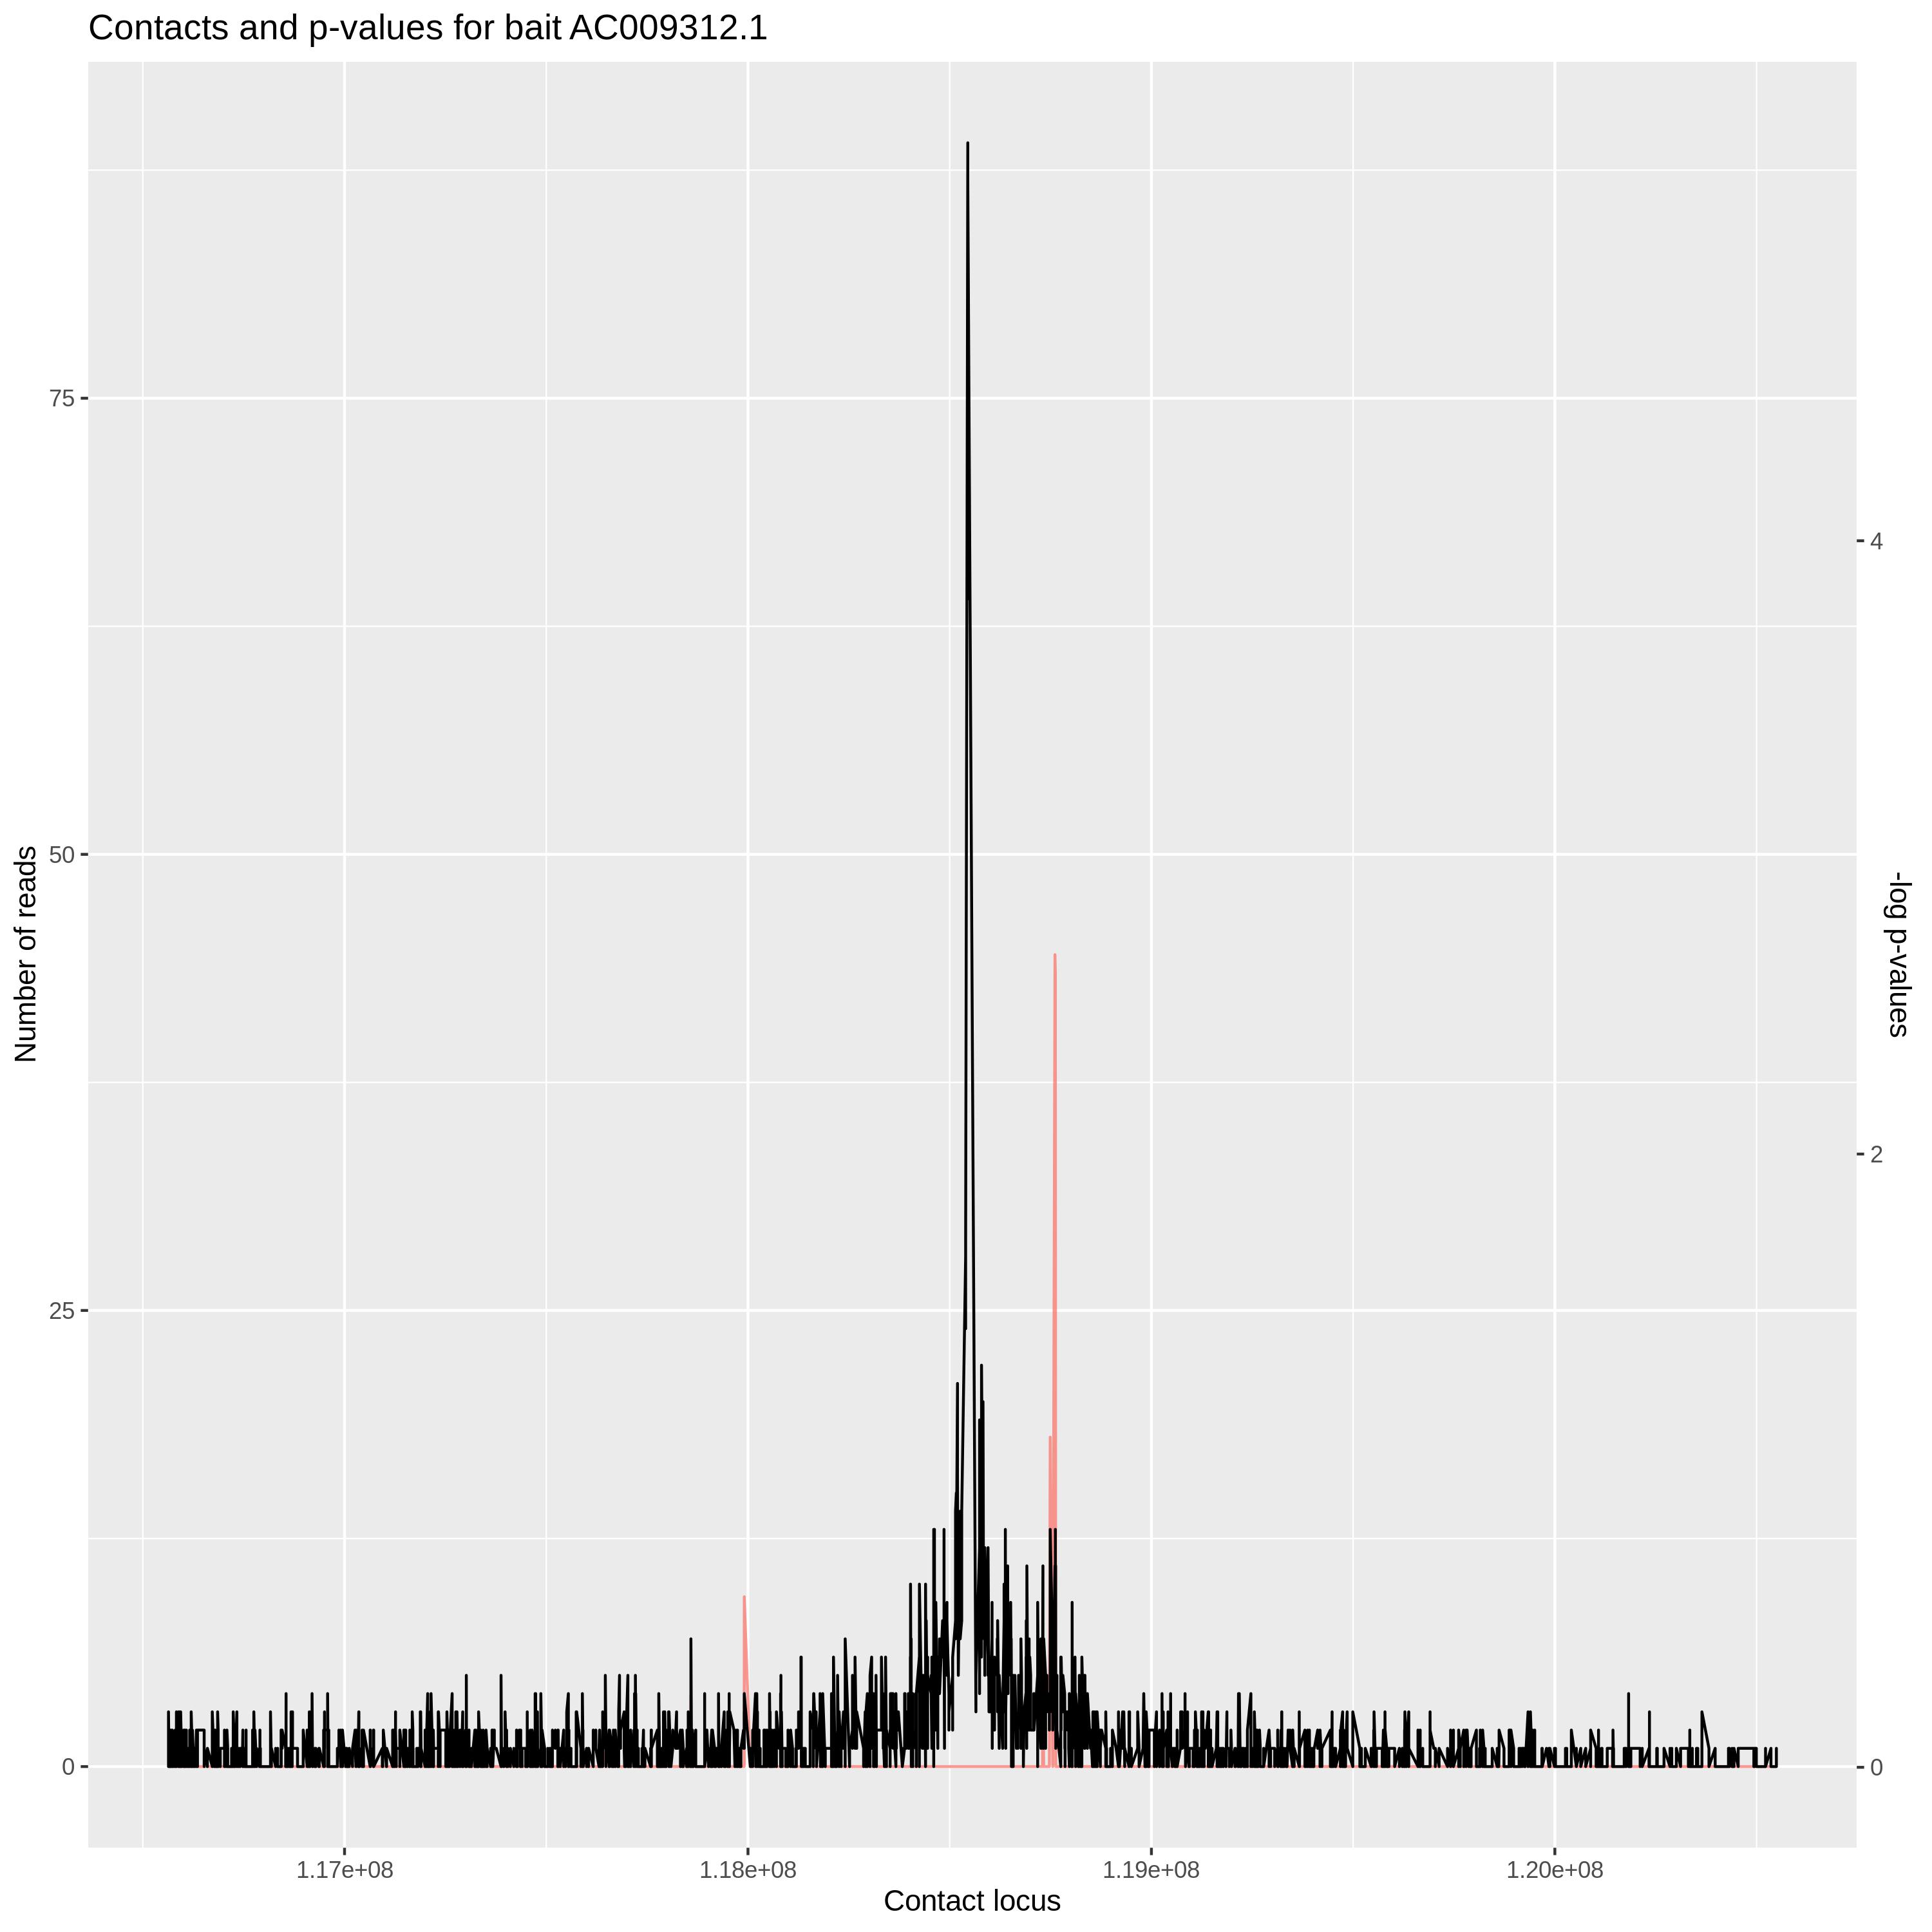 Contacts and p-values for bait AC009312.1
Number of reads
75
50
25
0
4
2
0
-log p-values
1.17e+08
1.18e+08
1.19e+08
1.20e+08
Contact locus